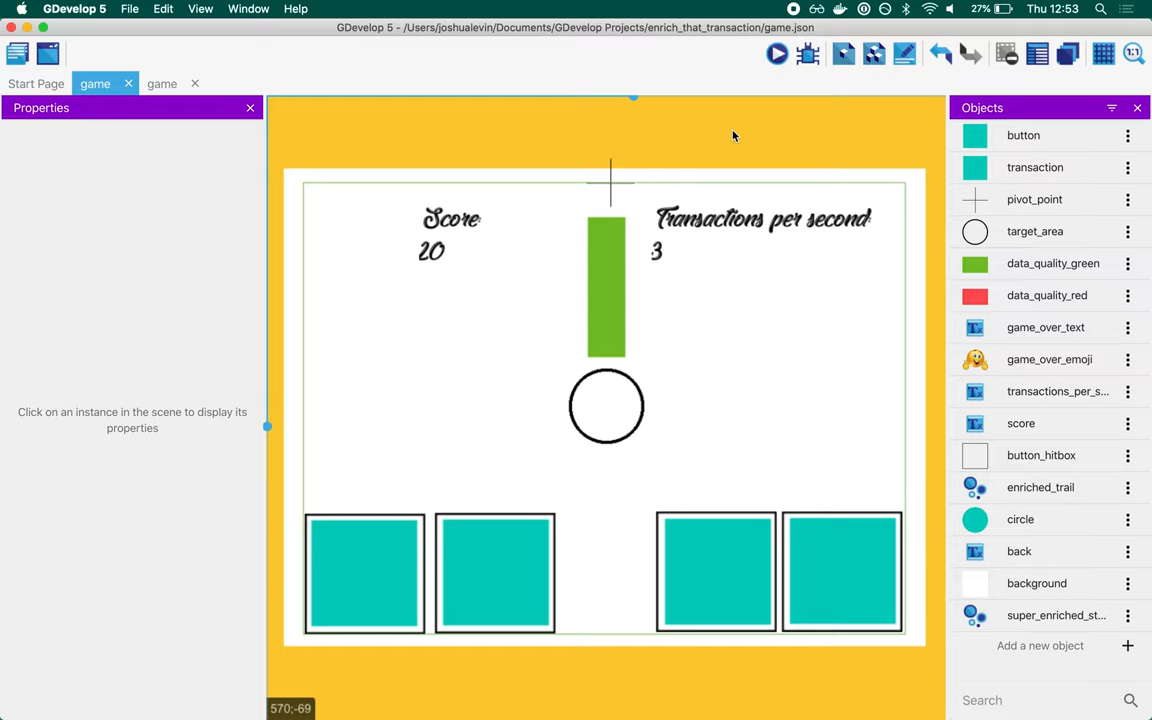 GDevelop 5 File Edit View Window Help 27% Thu 12:53
GDevelop 5 - /Users/joshualevin/Documents/GDevelop Projects/enrich_that_transaction/game.json
1:1
Start Page game game
Properties
Objects
button
transaction
pivot_point
target_area
data_quality_green
data_quality_red
game_over_text
game_over_emoji
transactions_per_s...
score
button_hitbox
enriched_trail
circle
back
background
super_enriched_st...
Add a new object
Search
Click on an instance in the scene to display its
properties
Score:
20
Transactions per second:
3
570;-69